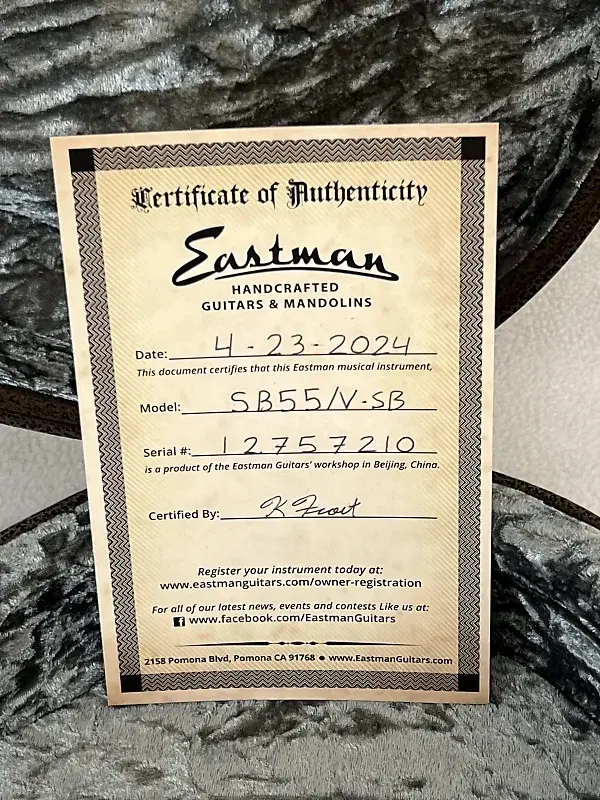 Certificate of Authenticity
Eastman
HANDCRAFTED
GUITARS & MANDOLINS
Date: 4-23-2024
This document certifies that this Eastman musical instrument,
Model: SB55/V-SB
Serial #: 12757210
is a product of the Eastman Guitars' workshop in Beijing, China.
Certified By: K Frost
Register your instrument today at:
www.eastmanguitars.com/owner-registration
For all of our latest news, events and contests Like us at:
f www.facebook.com/EastmanGuitars
2158 Pomona Blvd, Pomona CA 91768 ● www.EastmanGuitars.com